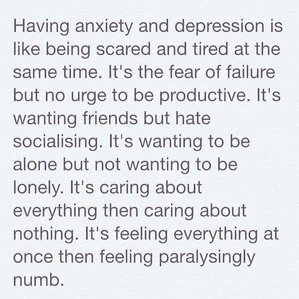 Having anxiety and depression is
like being scared and tired at the
same time. It's the fear of failure
but no urge to be productive. It's
wanting friends but hate
socialising. It's wanting to be
alone but not wanting to be
lonely. It's caring about
everything then caring about
nothing. It's feeling everything at
once then feeling paralysingly
numb.